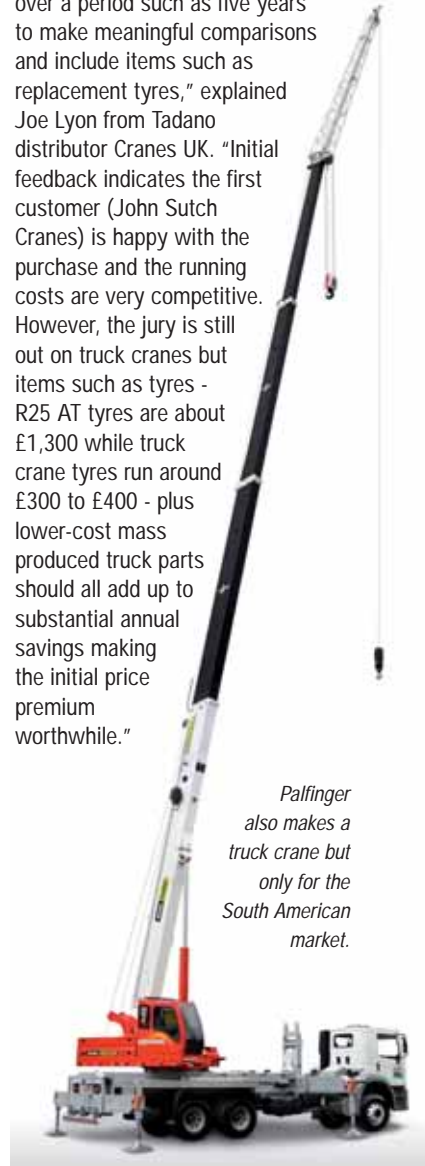 over a period such as five years
to make meaningful comparisons
and include items such as
replacement tyres,” explained
Joe Lyon from Tadano
distributor Cranes UK. “Initial
feedback indicates the first
customer (John Sutch
Cranes) is happy with the
purchase and the running
costs are very competitive.
However, the jury is still
out on truck cranes but
items such as tyres -
R25 AT tyres are about
£1,300 while truck
crane tyres run around
£300 to £400 - plus
lower-cost mass
produced truck parts
should all add up to
substantial annual
savings making
the initial price
premium
worthwhile.”
Palfinger
also makes a
truck crane but
only for the
South American
market.